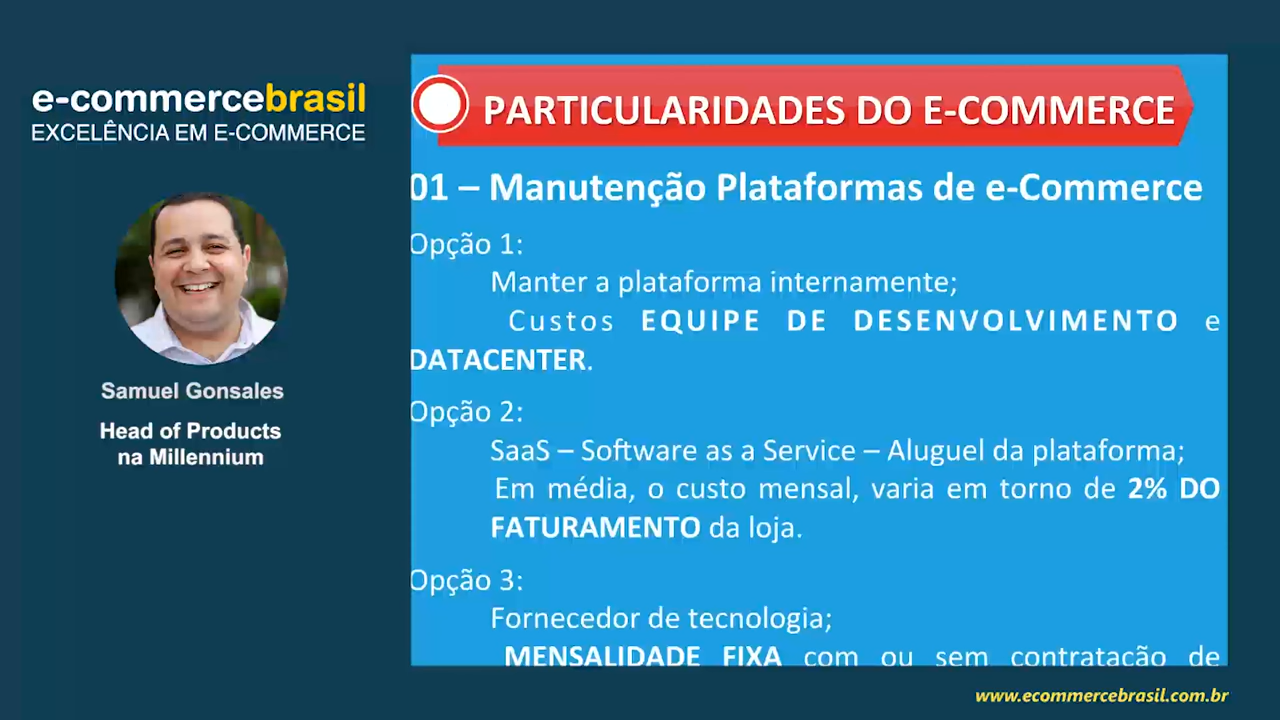 e-commercebrasil
EXCELÊNCIA EM E-COMMERCE
Samuel Gonsales
Head of Products
na Millennium
PARTICULARIDADES DO E-COMMERCE
01 – Manutenção Plataformas de e-Commerce
Opção 1:
Manter a plataforma internamente;
Custos EQUIPE DE DESENVOLVIMENTO e
DATACENTER.
Opção 2:
SaaS – Software as a Service – Aluguel da plataforma;
Em média, o custo mensal, varia em torno de 2% DO
FATURAMENTO da loja.
Opção 3:
Fornecedor de tecnologia;
MENSALIDADE FIXA com ou sem contratação de
www.ecommercebrasil.com.br